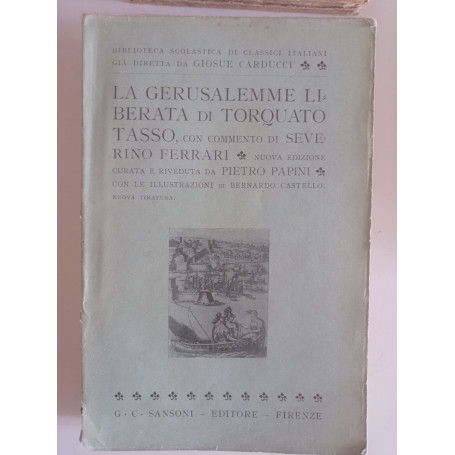 BIBLIOTECA SCOLASTICA DI CLASSICI ITALIANI
GIÀ DIRETTA DA GIOSUE CARDUCCI
LA GERUSALEMME LI-
BERATA DI TORQUATO
TASSO, CON COMMENTO DI SEVE-
RINO FERRARI NUOVA EDIZIONE
CURATA E RIVEDUTA DA PIETRO PAPINI
CON LE ILLUSTRAZIONI DI BERNARDO CASTELLO.
NUOVA TIRATURA.
G - C - SANSONI - EDITORE - FIRENZE